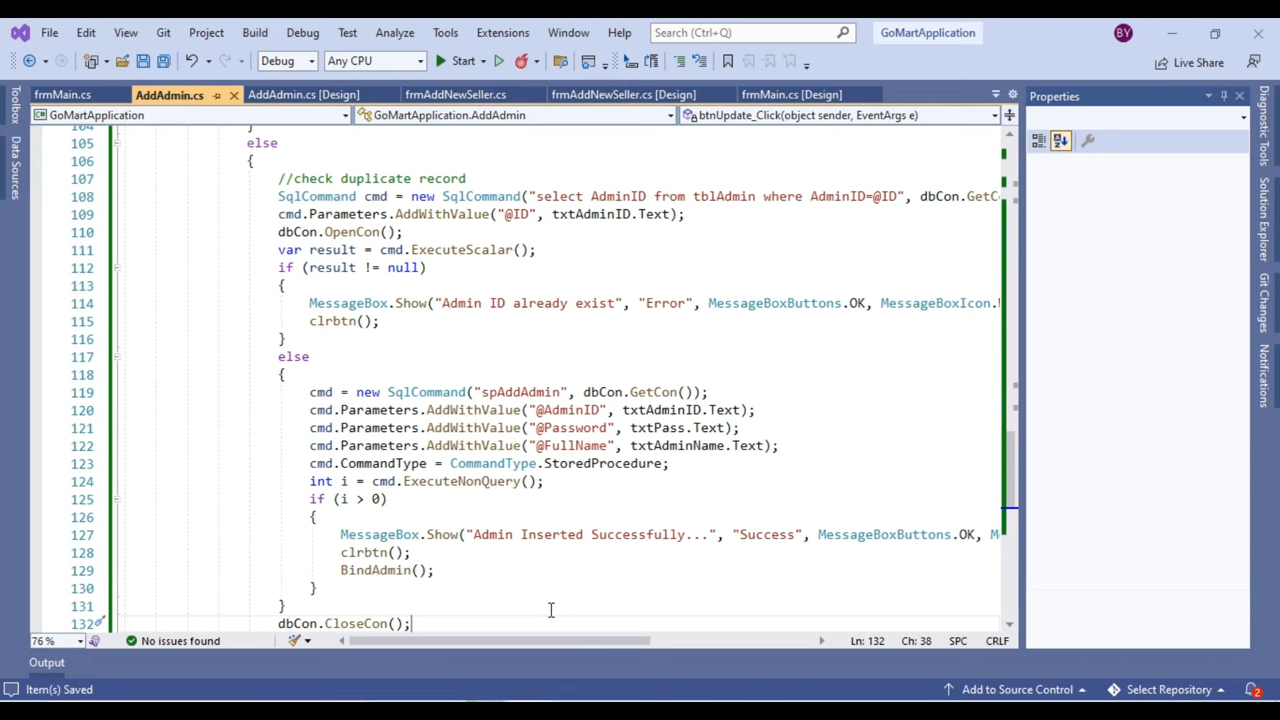 File Edit View Git Project Build Debug Test Analyze Tools Extensions Window Help Search (Ctrl+Q) GoMartApplication BY
Debug Any CPU Start Live Share
frmMain.cs AddAdmin.cs AddAdmin.cs [Design] frmAddNewSeller.cs frmAddNewSeller.cs [Design] frmMain.cs [Design] Properties
GoMartApplication GoMartApplication.AddAdmin btnUpdate_Click(object sender, EventArgs e)
Toolbox
Data Sources
104 }
105 else
106 {
107 //check duplicate record
108 SqlCommand cmd = new SqlCommand("select AdminID from tblAdmin where AdminID=@ID", dbCon.GetC
109 cmd.Parameters.AddWithValue("@ID", txtAdminID.Text);
110 dbCon.OpenCon();
111 var result = cmd.ExecuteScalar();
112 if (result != null)
113 {
114 MessageBox.Show("Admin ID already exist", "Error", MessageBoxButtons.OK, MessageBoxIcon.
115 clrbtn();
116 }
117 else
118 {
119 cmd = new SqlCommand("spAddAdmin", dbCon.GetCon());
120 cmd.Parameters.AddWithValue("@AdminID", txtAdminID.Text);
121 cmd.Parameters.AddWithValue("@Password", txtPass.Text);
122 cmd.Parameters.AddWithValue("@FullName", txtAdminName.Text);
123 cmd.CommandType = CommandType.StoredProcedure;
124 int i = cmd.ExecuteNonQuery();
125 if (i > 0)
126 {
127 MessageBox.Show("Admin Inserted Successfully...", "Success", MessageBoxButtons.OK, M
128 clrbtn();
129 BindAdmin();
130 }
131 }
132 dbCon.CloseCon();
Diagnostic Tools
Solution Explorer
Git Changes
Notifications
76 % No issues found Ln: 132 Ch: 38 SPC CRLF
Output
Item(s) Saved Add to Source Control Select Repository 2